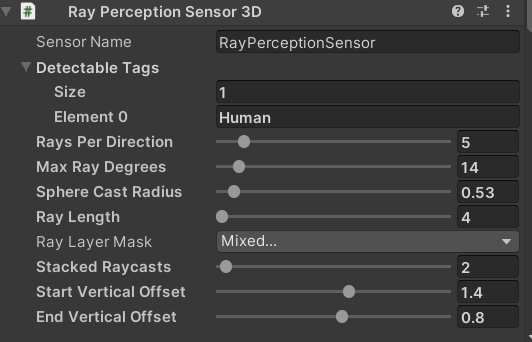 Ray Perception Sensor 3D
Sensor Name RayPerceptionSensor
Detectable Tags
Size 1
Element 0 Human
Rays Per Direction 5
Max Ray Degrees 14
Sphere Cast Radius 0.53
Ray Length 4
Ray Layer Mask Mixed...
Stacked Raycasts 2
Start Vertical Offset 1.4
End Vertical Offset 0.8